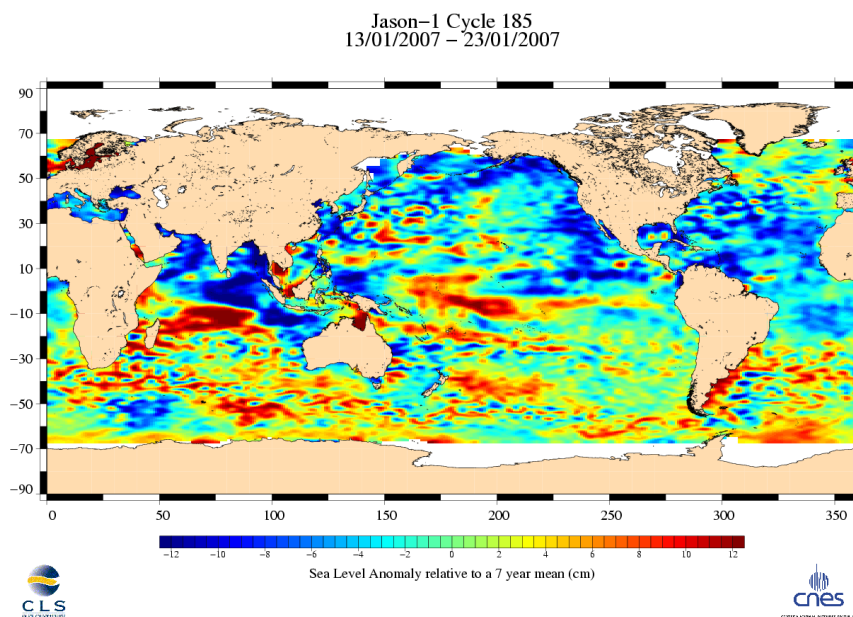 Jason-1 Cycle 185
13/01/2007 - 23/01/2007
90
70
50
30
10
-10
-30
-50
-70
-90
0 50 100 150 200 250 300 350
-12 -10 -8 -6 -4 -2 0 2 4 6 8 10 12
Sea Level Anomaly relative to a 7 year mean (cm)
CLS
cnes